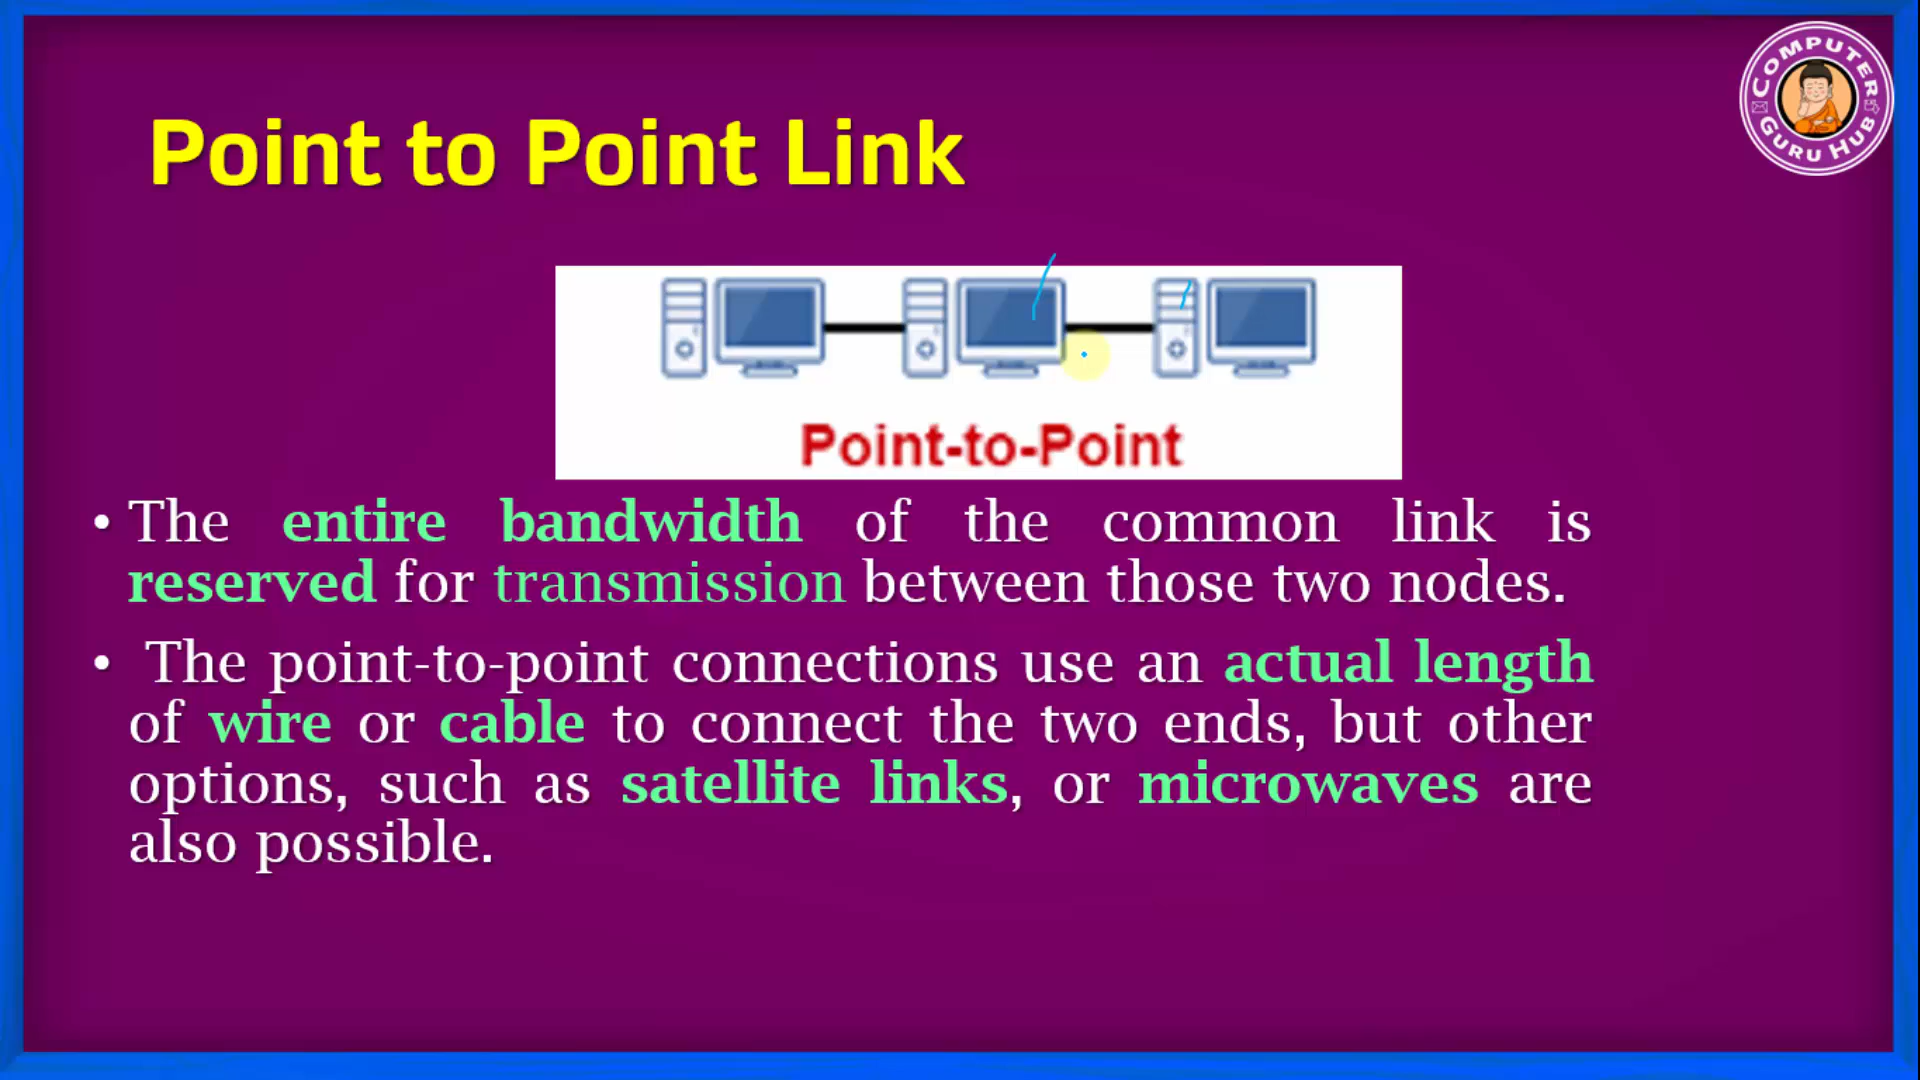 COMPUTER
GURU HUB
Point to Point Link
Point-to-Point
• The entire bandwidth of the common link is
reserved for transmission between those two nodes.
• The point-to-point connections use an actual length
of wire or cable to connect the two ends, but other
options, such as satellite links, or microwaves are
also possible.